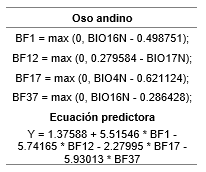 Oso andino
BF1 = max (0, BIO16N - 0.498751);
BF12 = max (0, 0.279584 - BIO17N);
BF17 = max (0, BIO4N - 0.621124);
BF37 = max (0, BIO16N - 0.286428);
Ecuación predictora
Y = 1.37588 + 5.51546 * BF1 -
5.74165 * BF12 - 2.27995 * BF17 -
5.93013 * BF37